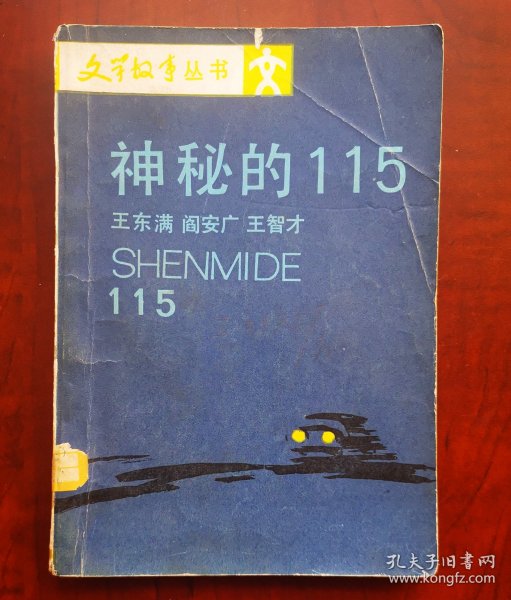 文学故事丛书
神秘的115
王东满 阎安广 王智才
SHENMIDE
115
孔夫子旧书网
www.kongfz.com